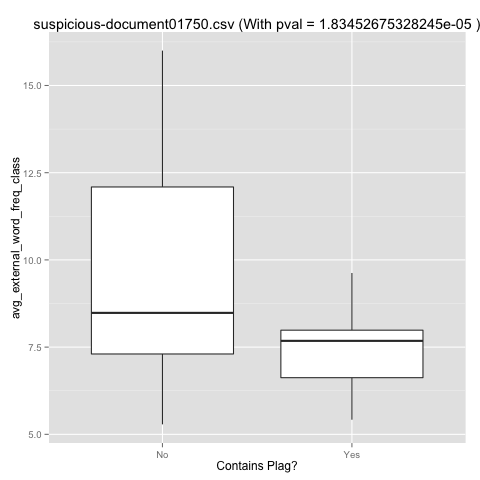 suspicious-document01750.csv (With pval = 1.83452675328245e-05 )
avg_external_word_freq_class
15.0
12.5
10.0
7.5
5.0
No
Yes
Contains Plag?